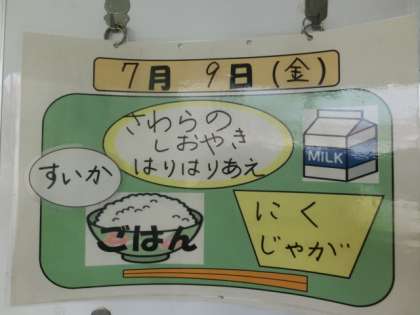 7月 9日(金)
さわらの
しおやき
はりはりあえ
MILK
すいか
ごはん
にく
じゃが